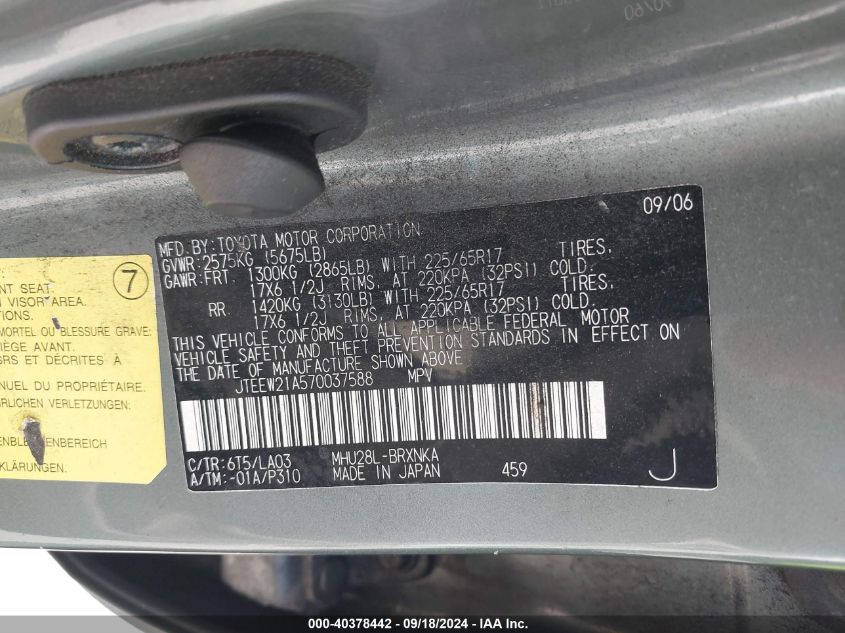 09/06
MFD. BY: TOYOTA MOTOR CORPORATION
GVWR: 2575KG (5675LB)
GAWR: FRT 1300KG (2865LB) WITH 225/65R17 TIRES,
17X6 1/2J RIMS, AT 220KPA (32PSI) COLD.
RR 1420KG (3130LB) WITH 225/65R17 TIRES,
17X6 1/2J RIMS, AT 220KPA (32PSI) COLD.
THIS VEHICLE CONFORMS TO ALL APPLICABLE FEDERAL MOTOR
VEHICLE SAFETY AND THEFT PREVENTION STANDARDS IN EFFECT ON
THE DATE OF MANUFACTURE SHOWN ABOVE
JTEEW21A570037588 MPV
C/TR: 6T5/LA03 MHU28L-BRXNKA
A/TM: -01A/P310 MADE IN JAPAN 459 J
7
NT SEAT.
VISOR AREA.
MORTEL OU BLESSURE GRAVE:
IÈGE AVANT.
GRS ET DÉCRITES À
NUEL DU PROPRIÉTAIRE.
RLICHEN VERLETZUNGEN.
ENBEREICH
000-40378442 - 09/18/2024 - IAA Inc.